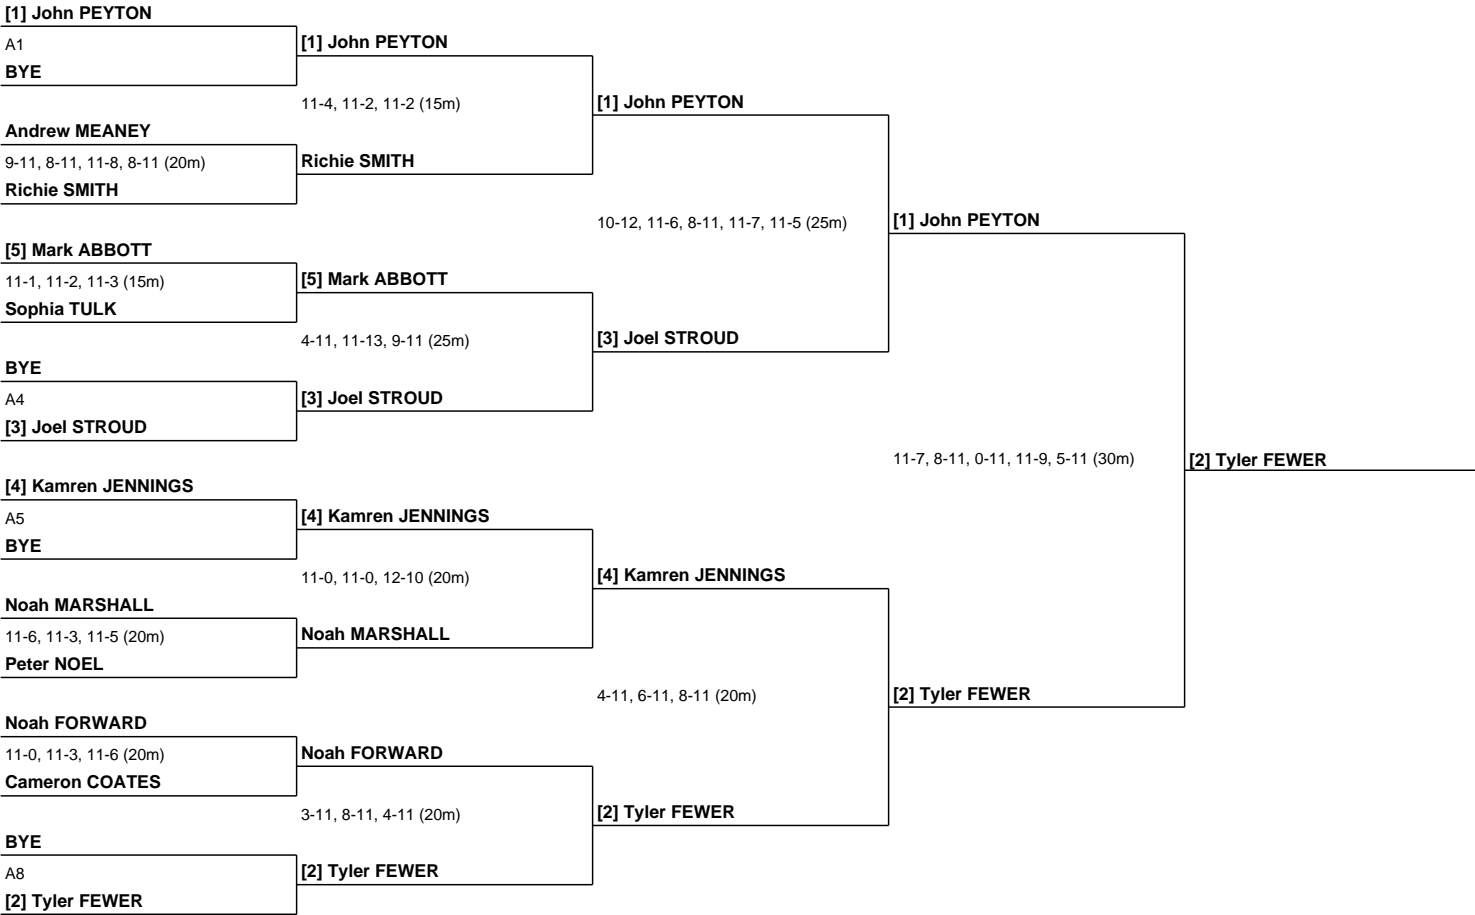 [1] John PEYTON
A1
BYE
Andrew MEANEY
9-11, 8-11, 11-8, 8-11 (20m)
Richie SMITH
[5] Mark ABBOTT
11-1, 11-2, 11-3 (15m)
Sophia TULK
BYE
A4
[3] Joel STROUD
[4] Kamren JENNINGS
A5
BYE
Noah MARSHALL
11-6, 11-3, 11-5 (20m)
Peter NOEL
Noah FORWARD
11-0, 11-3, 11-6 (20m)
Cameron COATES
BYE
A8
[2] Tyler FEWER
[1] John PEYTON
11-4, 11-2, 11-2 (15m)
Richie SMITH
[5] Mark ABBOTT
4-11, 11-13, 9-11 (25m)
[3] Joel STROUD
[4] Kamren JENNINGS
11-0, 11-0, 12-10 (20m)
Noah MARSHALL
Noah FORWARD
3-11, 8-11, 4-11 (20m)
[2] Tyler FEWER
[1] John PEYTON
10-12, 11-6, 8-11, 11-7, 11-5 (25m)
[3] Joel STROUD
[4] Kamren JENNINGS
4-11, 6-11, 8-11 (20m)
[2] Tyler FEWER
[1] John PEYTON
11-7, 8-11, 0-11, 11-9, 5-11 (30m)
[2] Tyler FEWER
[2] Tyler FEWER